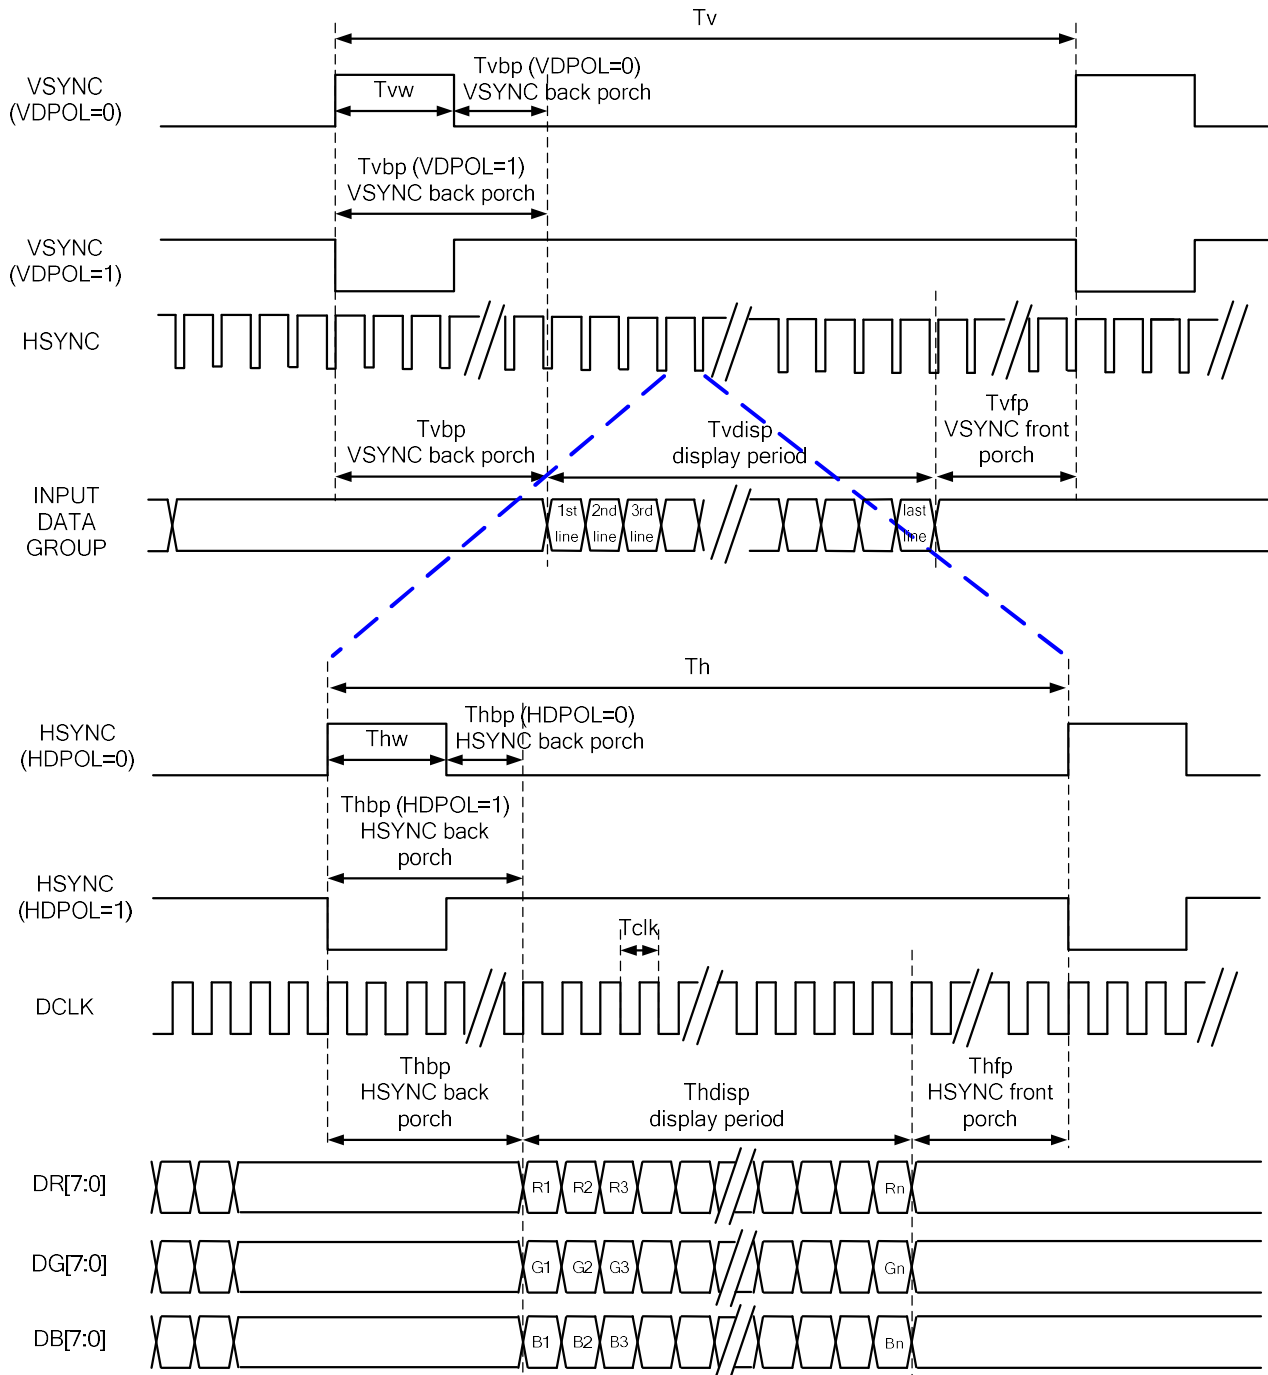 Tv
VSYNC
(VDPOL=0)
Tvw
Tvbp (VDPOL=0)
VSYNC back porch
Tvbp (VDPOL=1)
VSYNC back porch
VSYNC
(VDPOL=1)
HSYNC
Tvbp
VSYNC back porch
Tvdisp
display period
Tvfp
VSYNC front
porch
INPUT
DATA
GROUP
1st
line
2nd
line
3rd
line
last
line
Th
HSYNC
(HDPOL=0)
Thw
Thbp (HDPOL=0)
HSYNC back porch
Thbp (HDPOL=1)
HSYNC back
porch
HSYNC
(HDPOL=1)
Tclk
DCLK
Thbp
HSYNC back
porch
Thdisp
display period
Thfp
HSYNC front
porch
DR[7:0]
R1
R2
R3
Rn
DG[7:0]
G1
G2
G3
Gn
DB[7:0]
B1
B2
B3
Bn